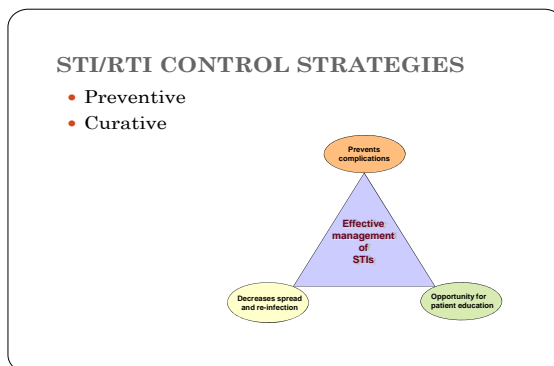 STI/RTI CONTROL STRATEGIES
• Preventive
• Curative
Prevents
complications
Effective
management
of
STIs
Decreases spread
and re-infection
Opportunity for
patient education